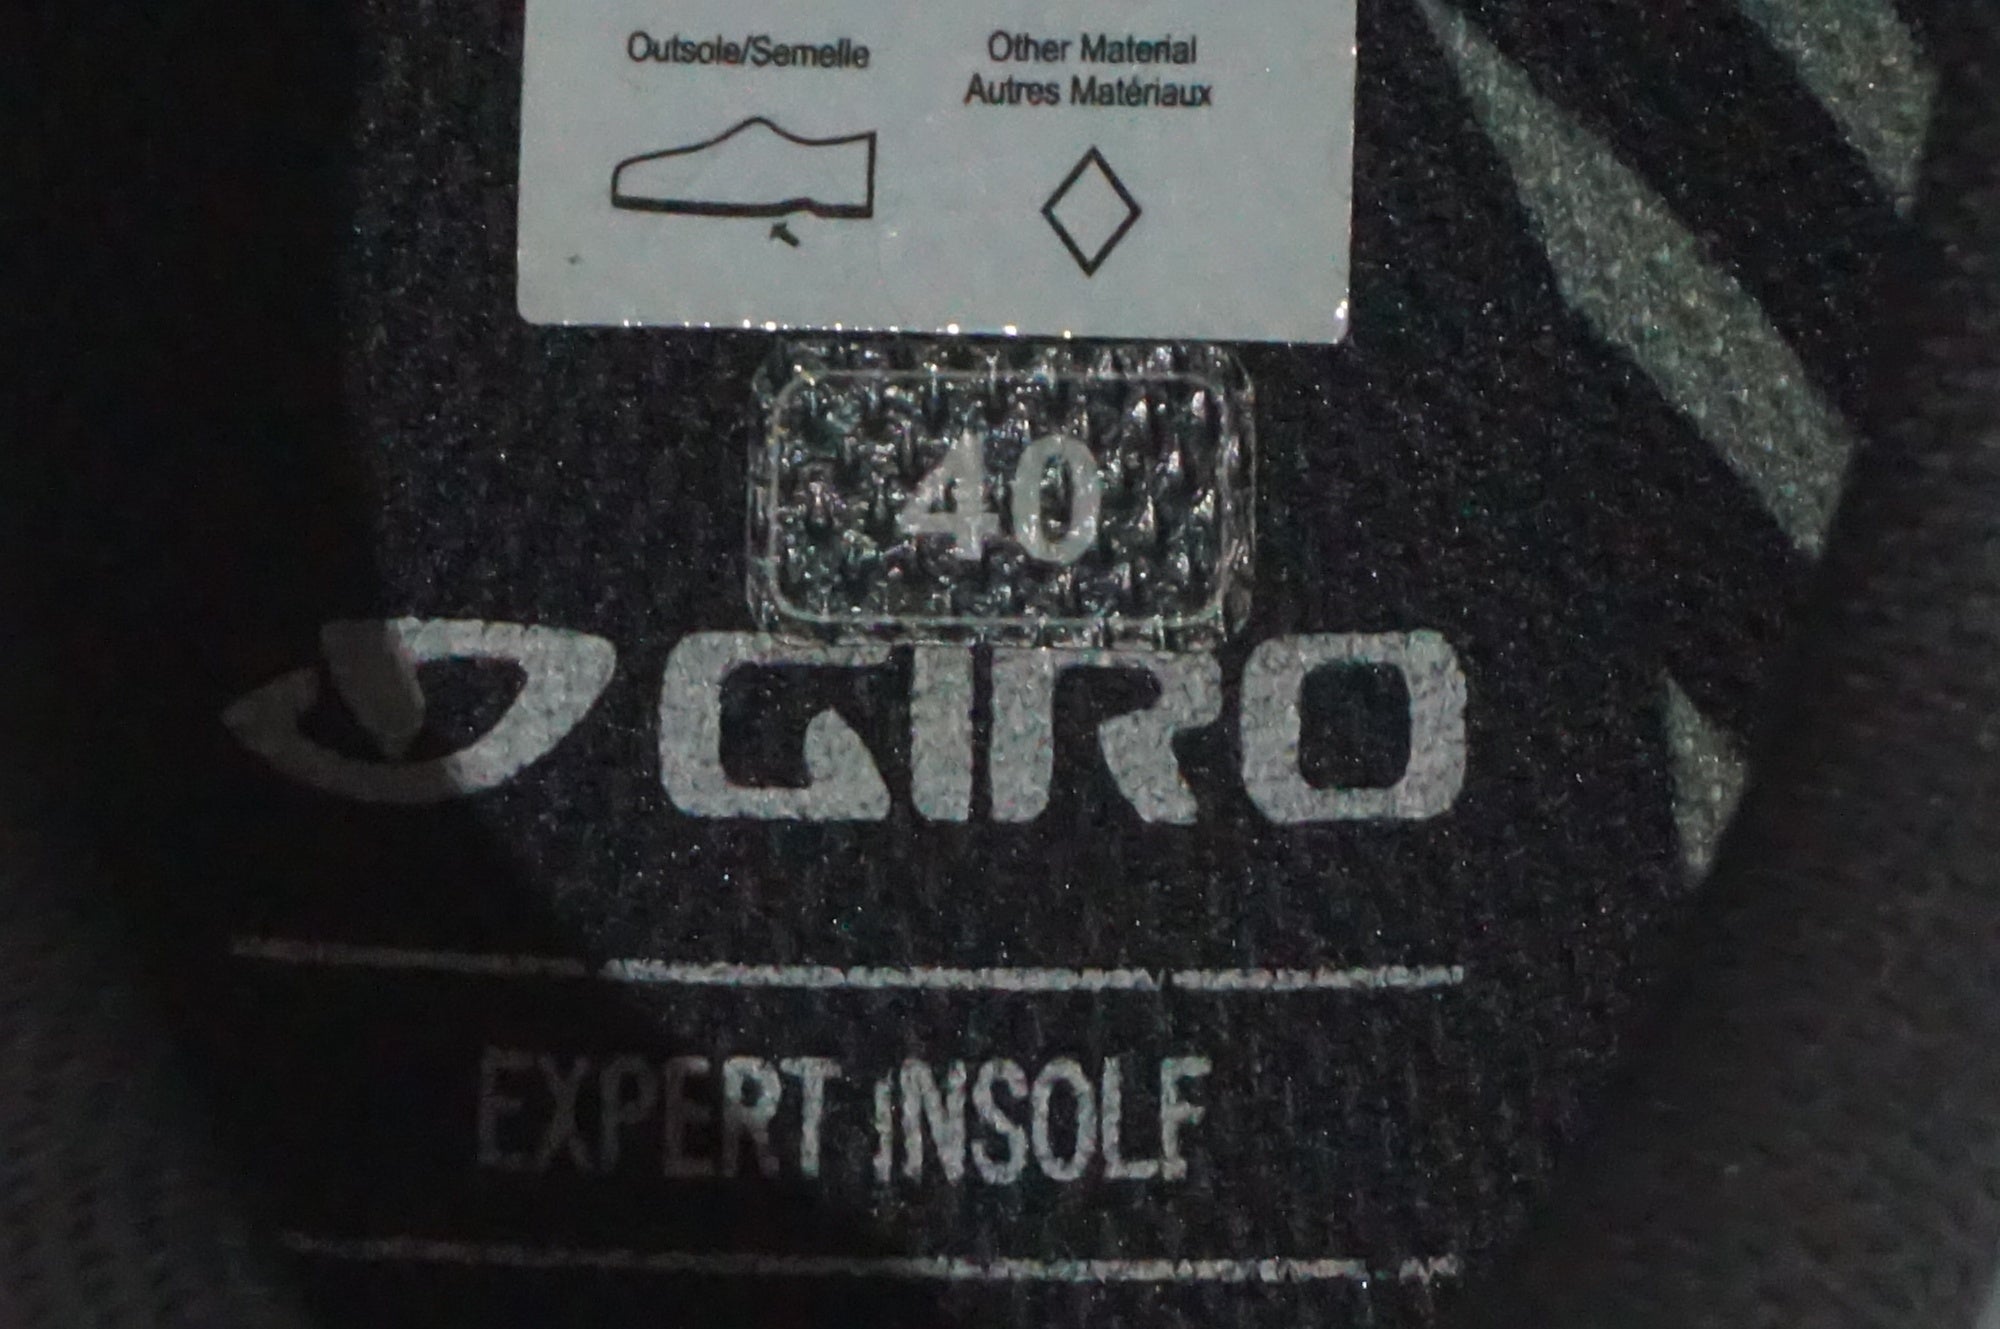 Outsole/Semelle
Other Material
Autres Matériaux
40
GIRO
EXPERT INSOLE